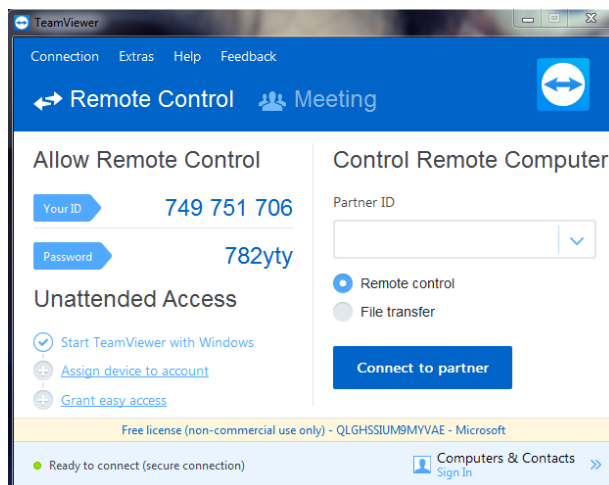 TeamViewer
Connection Extras Help Feedback
Remote Control Meeting
Allow Remote Control
Your ID 749 751 706
Password 782yty
Unattended Access
Start TeamViewer with Windows
Assign device to account
Grant easy access
Control Remote Computer
Partner ID
Remote control
File transfer
Connect to partner
Free license (non-commercial use only) - QLGHSSIUM9MYVAE - Microsoft
Ready to connect (secure connection)
Computers & Contacts
Sign In